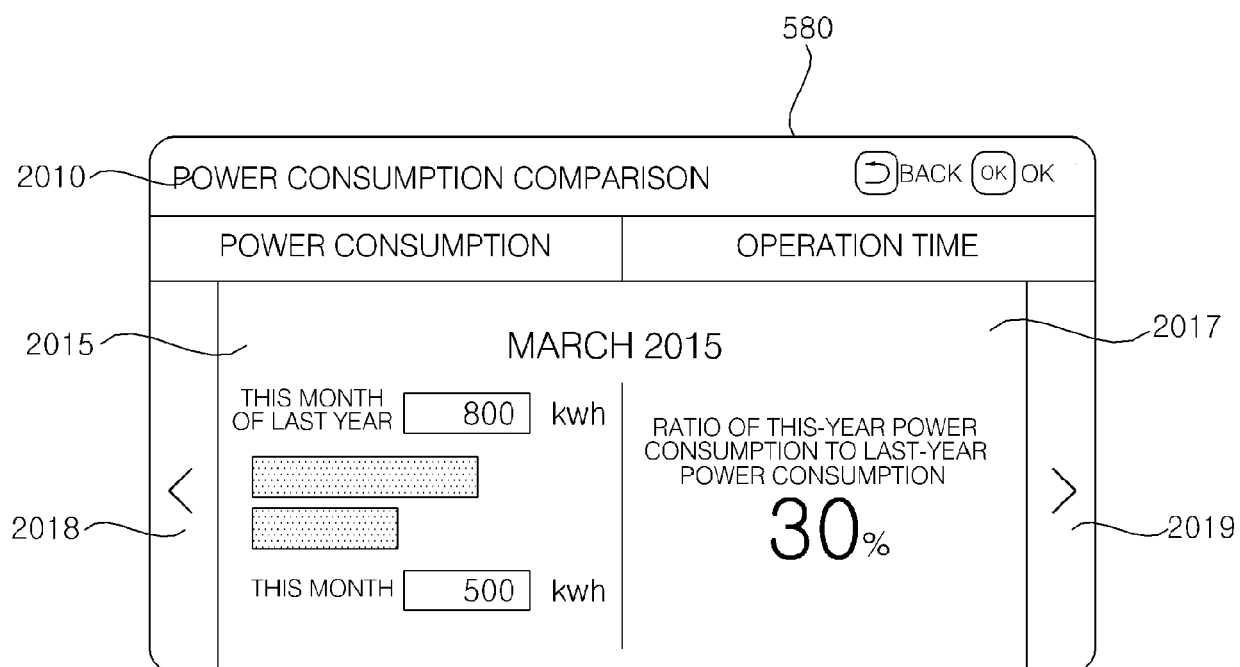 580
2010
POWER CONSUMPTION COMPARISON
BACK OK OK
POWER CONSUMPTION
OPERATION TIME
2015
MARCH 2015
2017
THIS MONTH
OF LAST YEAR
800 kwh
RATIO OF THIS-YEAR POWER
CONSUMPTION TO LAST-YEAR
POWER CONSUMPTION
30%
2018
2019
THIS MONTH
500 kwh